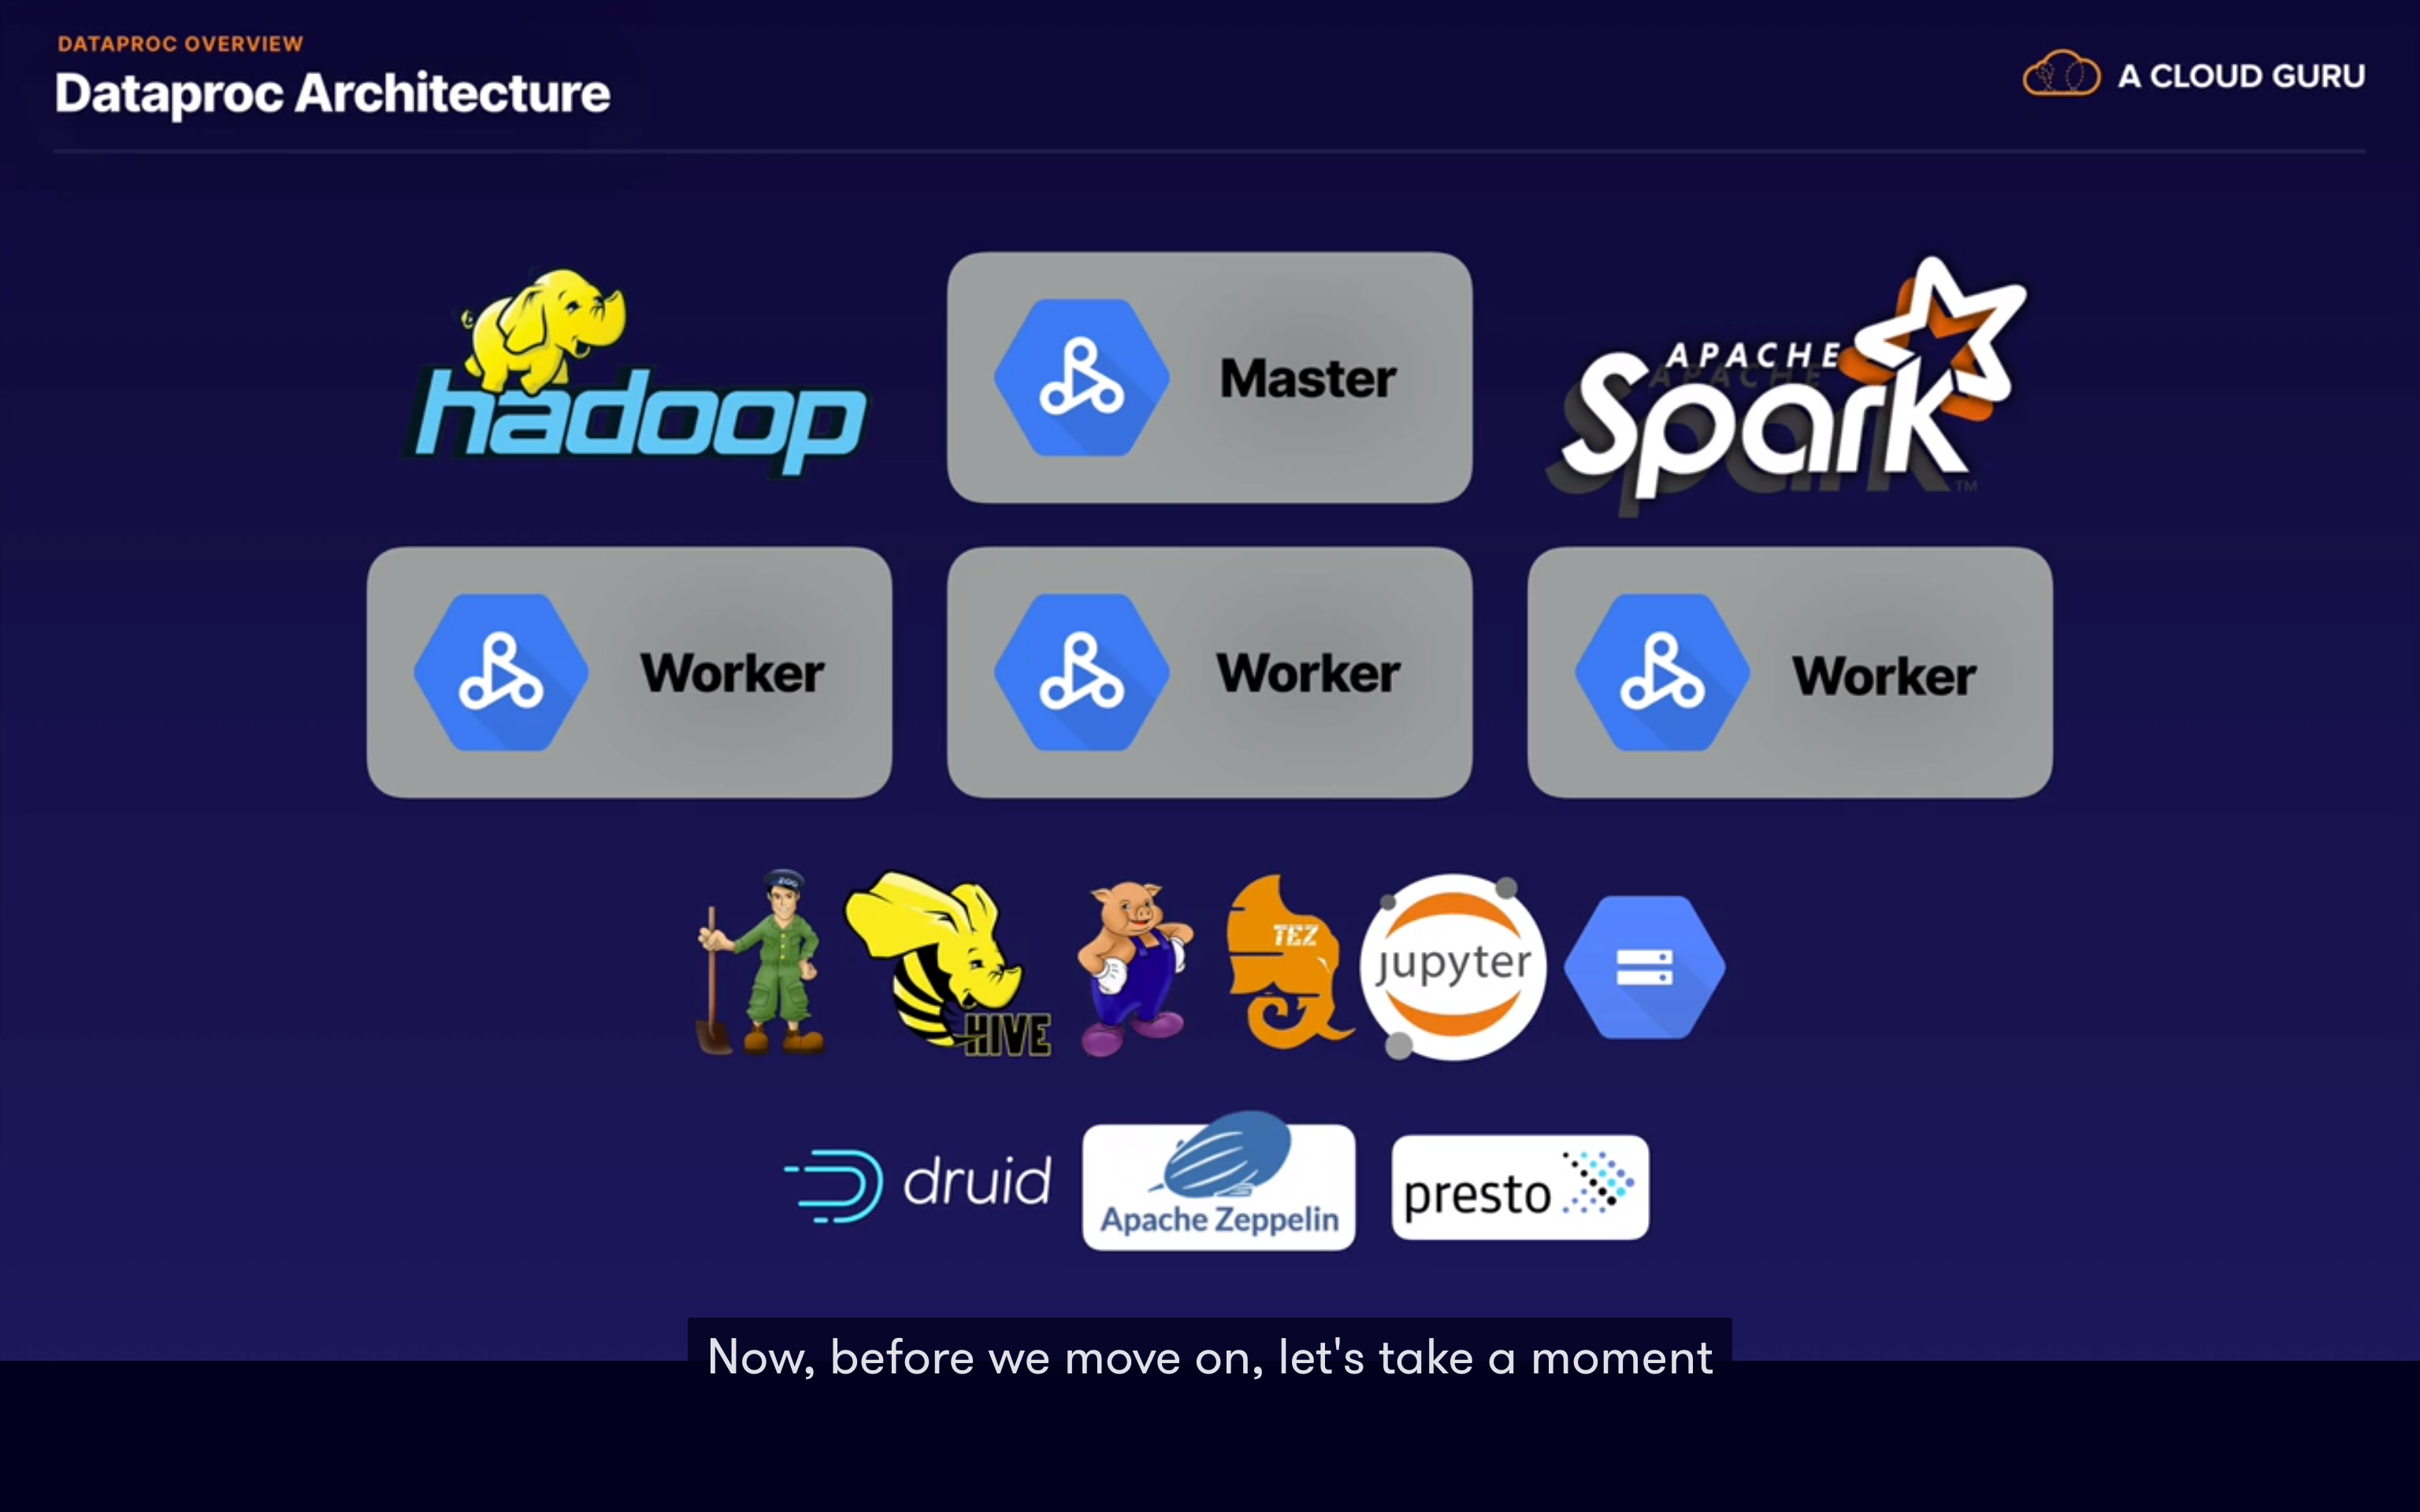 DATAPROC OVERVIEW
Dataproc Architecture
A CLOUD GURU
hadoop
Master
APACHE
Spark™
Worker
Worker
Worker
ZOO
HIVE
TEZ
jupyter
druid
Apache Zeppelin
presto
Now, before we move on, let's take a moment